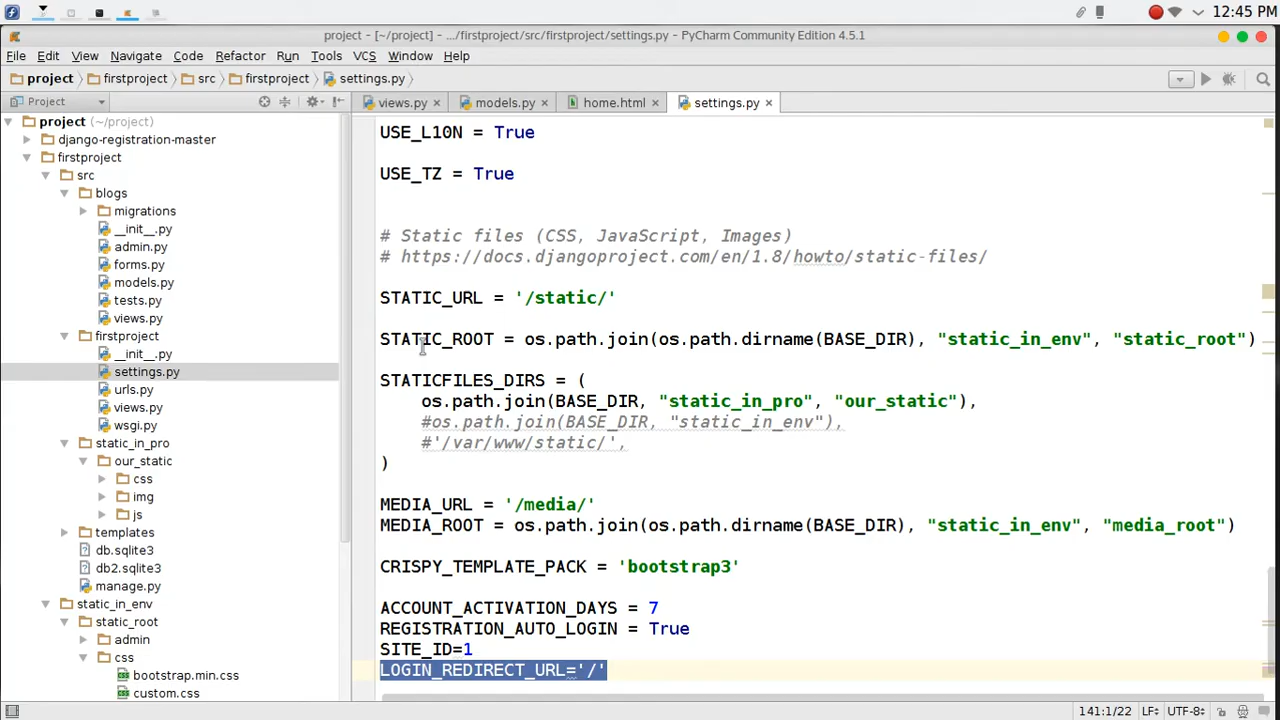 12:45 PM
project - [~/project] - .../firstproject/src/firstproject/settings.py - PyCharm Community Edition 4.5.1
File Edit View Navigate Code Refactor Run Tools VCS Window Help
project firstproject src firstproject settings.py
Project
views.py models.py home.html settings.py
project (~/project)
django-registration-master
firstproject
src
blogs
migrations
__init__.py
admin.py
forms.py
models.py
tests.py
views.py
firstproject
__init__.py
settings.py
urls.py
views.py
wsgi.py
static_in_pro
our_static
css
img
js
templates
db.sqlite3
db2.sqlite3
manage.py
static_in_env
static_root
admin
css
bootstrap.min.css
custom.css
USE_L10N = True
USE_TZ = True
# Static files (CSS, JavaScript, Images)
# https://docs.djangoproject.com/en/1.8/howto/static-files/
STATIC_URL = '/static/'
STATIC_ROOT = os.path.join(os.path.dirname(BASE_DIR), "static_in_env", "static_root")
STATICFILES_DIRS = (
os.path.join(BASE_DIR, "static_in_pro", "our_static"),
#os.path.join(BASE_DIR, "static_in_env"),
#'/var/www/static/',
)
MEDIA_URL = '/media/'
MEDIA_ROOT = os.path.join(os.path.dirname(BASE_DIR), "static_in_env", "media_root")
CRISPY_TEMPLATE_PACK = 'bootstrap3'
ACCOUNT_ACTIVATION_DAYS = 7
REGISTRATION_AUTO_LOGIN = True
SITE_ID=1
LOGIN_REDIRECT_URL='/'
141:1/22 LF UTF-8